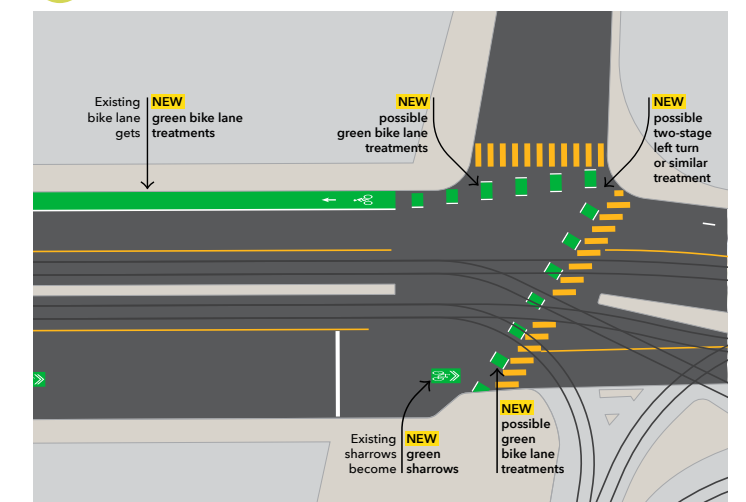 Existing NEW
bike lane green bike lane
gets treatments
NEW
possible
green bike lane
treatments
NEW
possible
two-stage
left turn
or similar
treatment
Existing NEW
sharrows green
become sharrows
NEW
possible
green
bike lane
treatments